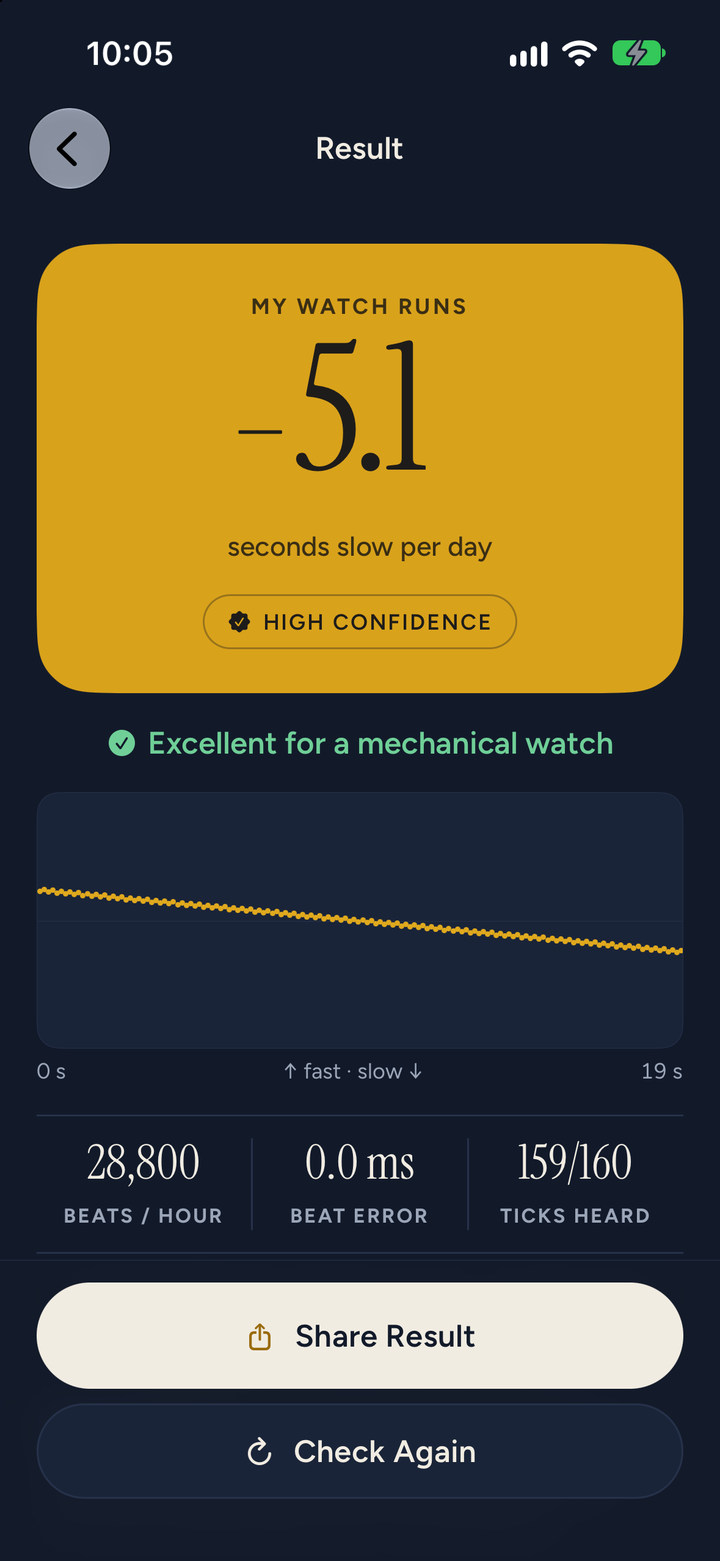 10:05
Result
MY WATCH RUNS
–5.1
seconds slow per day
HIGH CONFIDENCE
Excellent for a mechanical watch
0 s ↑ fast · slow ↓ 19 s
28,800 0.0 ms 159/160
BEATS / HOUR BEAT ERROR TICKS HEARD
Share Result
Check Again